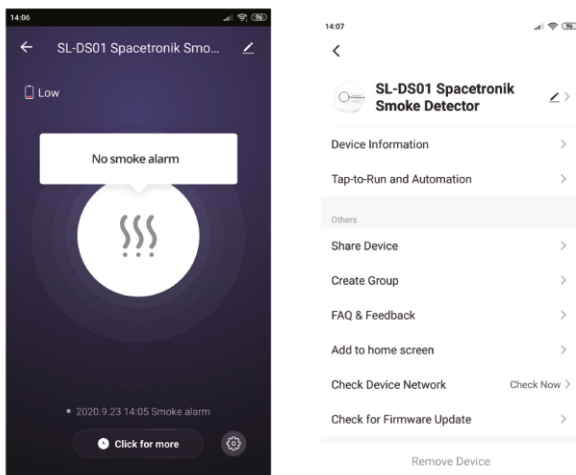 14:06
96
SL-DS01 Spacetronik Smo...
Low
No smoke alarm
2020.9.23 14:05 Smoke alarm
Click for more
14:07
96
SL-DS01 Spacetronik
Smoke Detector
Device Information
Tap-to-Run and Automation
Others
Share Device
Create Group
FAQ & Feedback
Add to home screen
Check Device Network Check Now
Check for Firmware Update
Remove Device